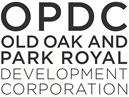 OPDC
OLD OAK AND
PARK ROYAL
DEVELOPMENT
CORPORATION